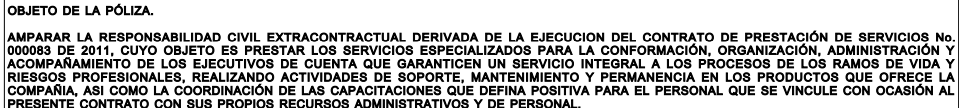 OBJETO DE LA PÓLIZA.
AMPARAR LA RESPONSABILIDAD CIVIL EXTRACONTRACTUAL DERIVADA DE LA EJECUCION DEL CONTRATO DE PRESTACIÓN DE SERVICIOS No.
000083 DE 2011, CUYO OBJETO ES PRESTAR LOS SERVICIOS ESPECIALIZADOS PARA LA CONFORMACIÓN, ORGANIZACIÓN, ADMINISTRACIÓN Y
ACOMPAÑAMIENTO DE LOS EJECUTIVOS DE CUENTA QUE GARANTICEN UN SERVICIO INTEGRAL A LOS PROCESOS DE LOS RAMOS DE VIDA Y
RIESGOS PROFESIONALES, REALIZANDO ACTIVIDADES DE SOPORTE, MANTENIMIENTO Y PERMANENCIA EN LOS PRODUCTOS QUE OFRECE LA
COMPAÑIA, ASI COMO LA COORDINACIÓN DE LAS CAPACITACIONES QUE DEFINA POSITIVA PARA EL PERSONAL QUE SE VINCULE CON OCASIÓN AL
PRESENTE CONTRATO CON SUS PROPIOS RECURSOS ADMINISTRATIVOS Y DE PERSONAL.